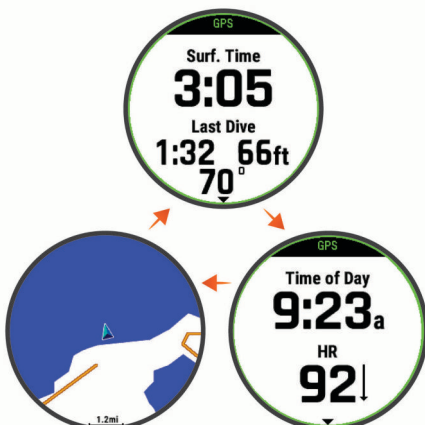 GPS
Surf. Time
3:05
Last Dive
1:32 66ft
70°
GPS
Time of Day
9:23a
HR
92
1.2mi